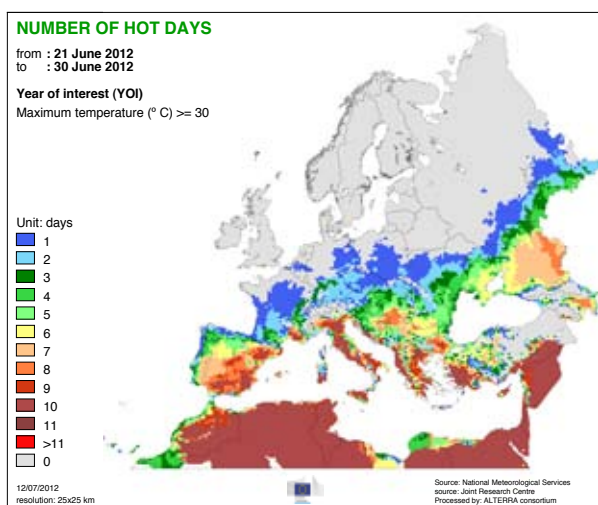 NUMBER OF HOT DAYS
from : 21 June 2012
to : 30 June 2012
Year of interest (YOI)
Maximum temperature (º C) >= 30
Unit: days
1
2
3
4
5
6
7
8
9
10
11
>11
0
12/07/2012
resolution: 25x25 km
Source: National Meteorological Services
source: Joint Research Centre
Processed by: ALTERRA consortium